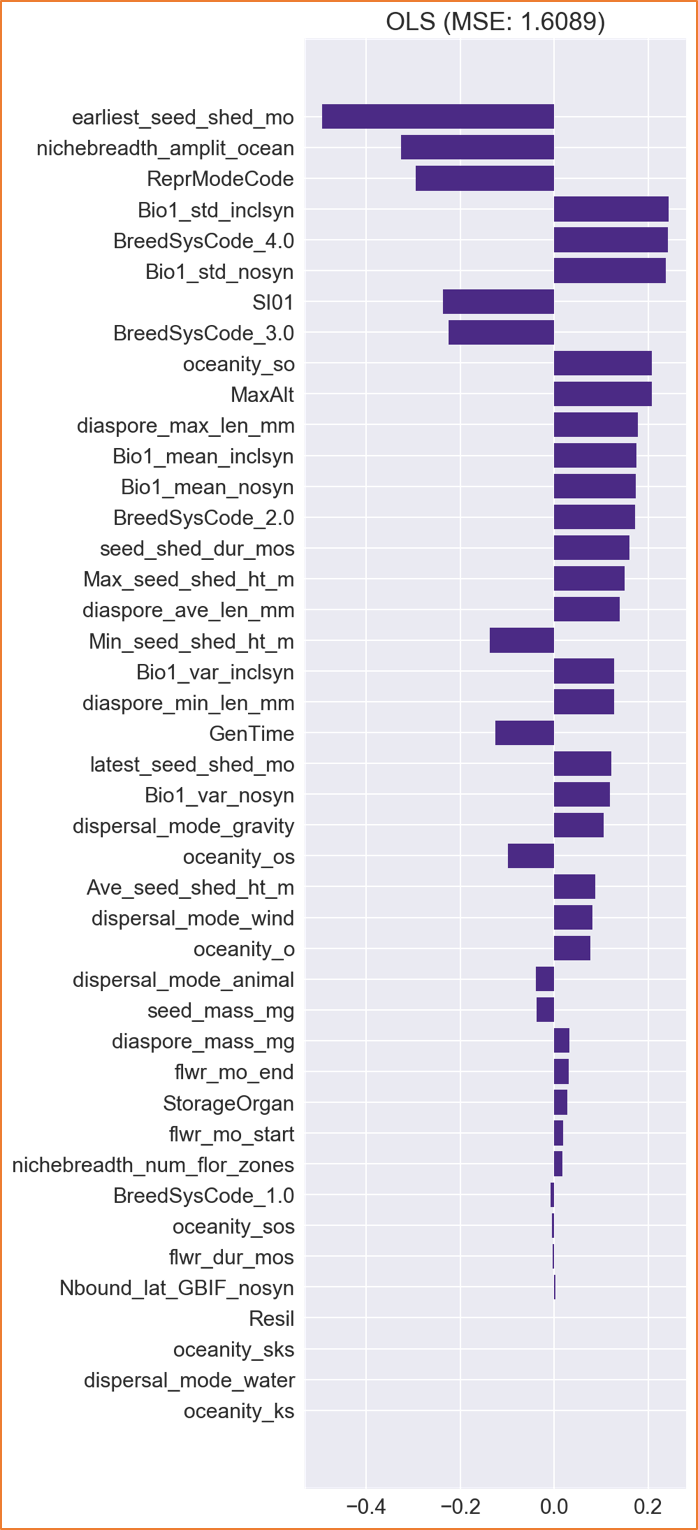 OLS (MSE: 1.6089)
earliest_seed_shed_mo
nichebreadth_amplit_ocean
ReprModeCode
Bio1_std_inclsyn
BreedSysCode_4.0
Bio1_std_nosyn
SI01
BreedSysCode_3.0
oceanity_so
MaxAlt
diaspore_max_len_mm
Bio1_mean_inclsyn
Bio1_mean_nosyn
BreedSysCode_2.0
seed_shed_dur_mos
Max_seed_shed_ht_m
diaspore_ave_len_mm
Min_seed_shed_ht_m
Bio1_var_inclsyn
diaspore_min_len_mm
GenTime
latest_seed_shed_mo
Bio1_var_nosyn
dispersal_mode_gravity
oceanity_os
Ave_seed_shed_ht_m
dispersal_mode_wind
oceanity_o
dispersal_mode_animal
seed_mass_mg
diaspore_mass_mg
flwr_mo_end
StorageOrgan
flwr_mo_start
nichebreadth_num_flor_zones
BreedSysCode_1.0
oceanity_sos
flwr_dur_mos
Nbound_lat_GBIF_nosyn
Resil
oceanity_sks
dispersal_mode_water
oceanity_ks
−0.4 −0.2 0.0 0.2